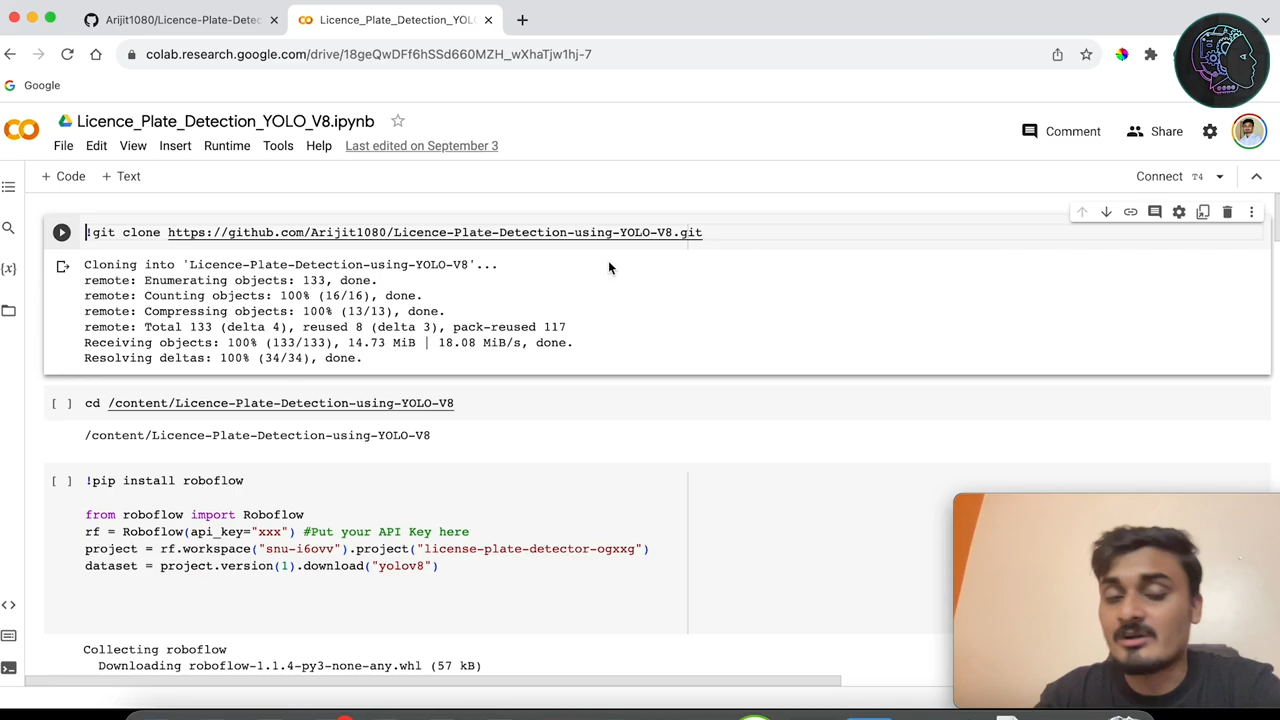 Arijit1080/Licence-Plate-Detec
Licence_Plate_Detection_YOLO
colab.research.google.com/drive/18geQwDFf6hSSd660MZH_wXhaTjw1hj-7
Google
Licence_Plate_Detection_YOLO_V8.ipynb
Comment Share
File Edit View Insert Runtime Tools Help Last edited on September 3
+ Code + Text Connect T4
!git clone https://github.com/Arijit1080/Licence-Plate-Detection-using-YOLO-V8.git
Cloning into 'Licence-Plate-Detection-using-YOLO-V8'...
remote: Enumerating objects: 133, done.
remote: Counting objects: 100% (16/16), done.
remote: Compressing objects: 100% (13/13), done.
remote: Total 133 (delta 4), reused 8 (delta 3), pack-reused 117
Receiving objects: 100% (133/133), 14.73 MiB | 18.08 MiB/s, done.
Resolving deltas: 100% (34/34), done.
[ ] cd /content/Licence-Plate-Detection-using-YOLO-V8
/content/Licence-Plate-Detection-using-YOLO-V8
[ ] !pip install roboflow
from roboflow import Roboflow
rf = Roboflow(api_key="xxx") #Put your API Key here
project = rf.workspace("snu-i6ovv").project("license-plate-detector-ogxxg")
dataset = project.version(1).download("yolov8")
Collecting roboflow
Downloading roboflow-1.1.4-py3-none-any.whl (57 kB)